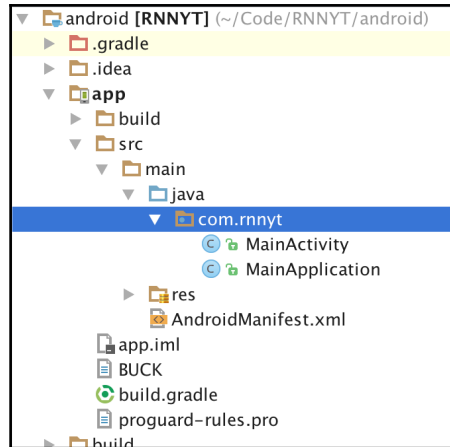 android [RNNYT] (~/Code/RNNYT/android)
.gradle
.idea
app
build
src
main
java
com.rnnyt
C MainActivity
C MainApplication
res
AndroidManifest.xml
app.iml
BUCK
build.gradle
proguard-rules.pro
build